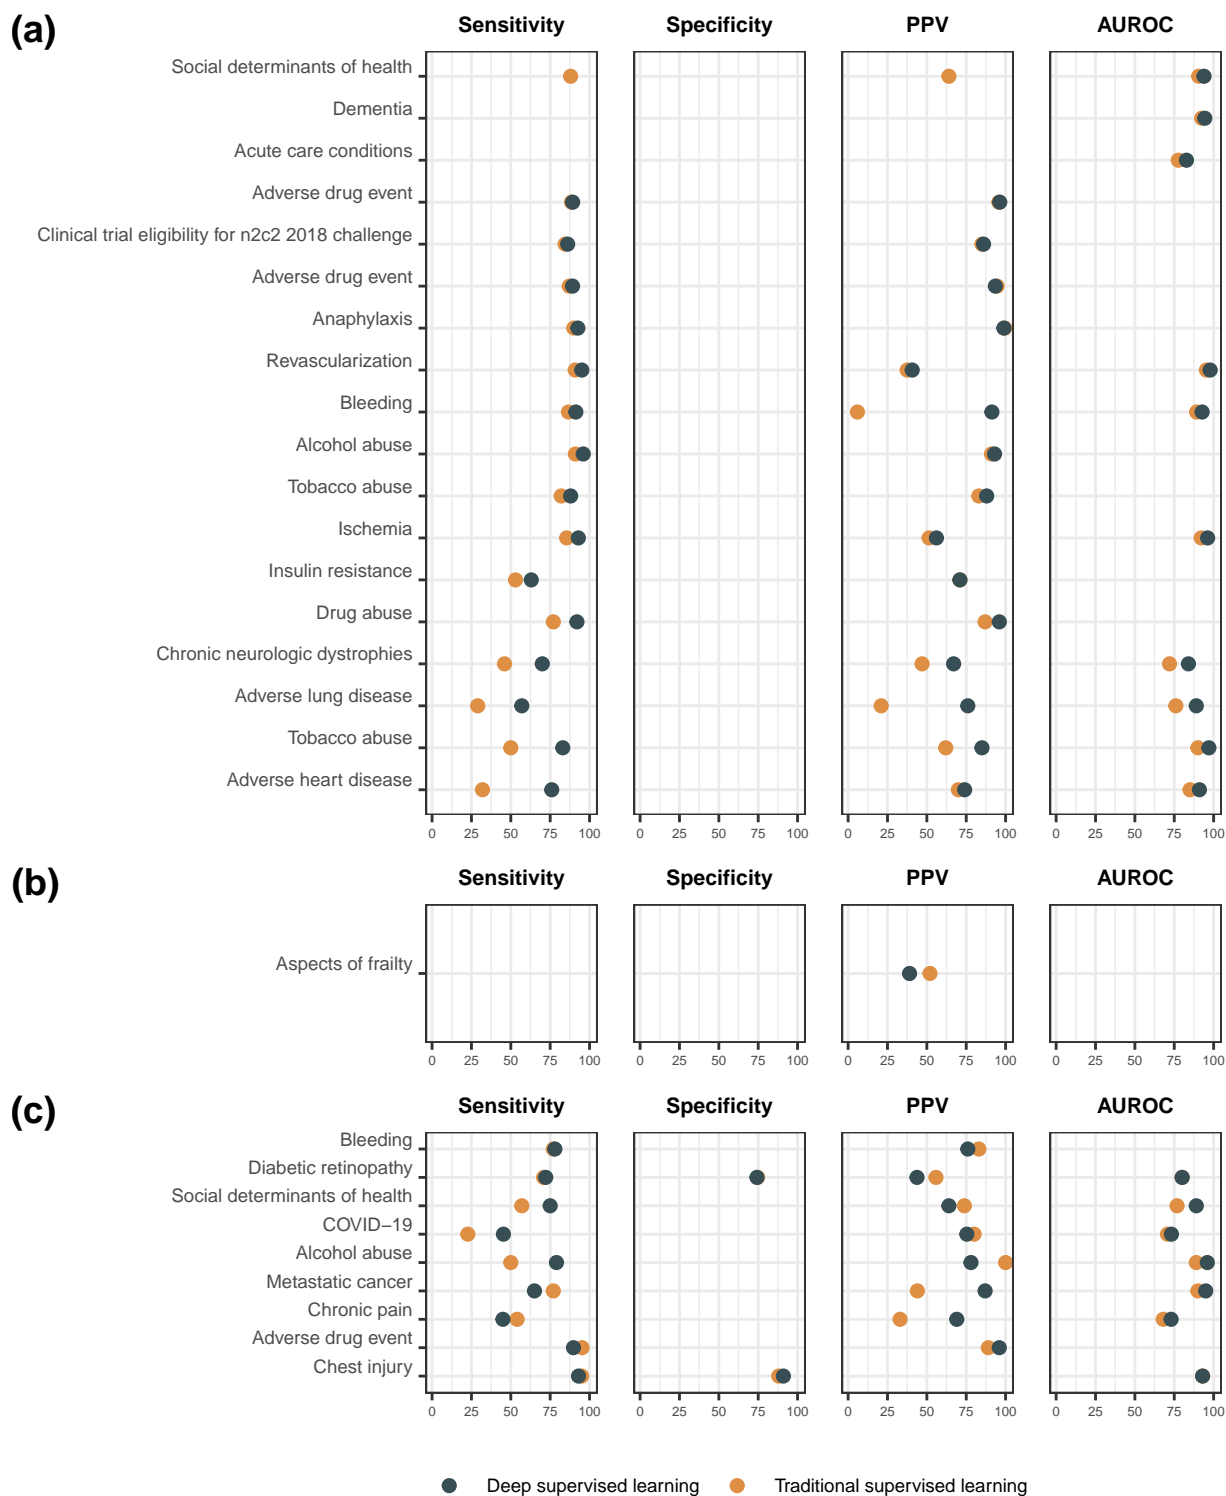 (a)
Sensitivity Specificity PPV AUROC
Social determinants of health
Dementia
Acute care conditions
Adverse drug event
Clinical trial eligibility for n2c2 2018 challenge
Adverse drug event
Anaphylaxis
Revascularization
Bleeding
Alcohol abuse
Tobacco abuse
Ischemia
Insulin resistance
Drug abuse
Chronic neurologic dystrophies
Adverse lung disease
Tobacco abuse
Adverse heart disease
0 25 50 75 100 0 25 50 75 100 0 25 50 75 100 0 25 50 75 100
(b)
Sensitivity Specificity PPV AUROC
Aspects of frailty
0 25 50 75 100 0 25 50 75 100 0 25 50 75 100 0 25 50 75 100
(c)
Sensitivity Specificity PPV AUROC
Bleeding
Diabetic retinopathy
Social determinants of health
COVID−19
Alcohol abuse
Metastatic cancer
Chronic pain
Adverse drug event
Chest injury
0 25 50 75 100 0 25 50 75 100 0 25 50 75 100 0 25 50 75 100
Deep supervised learning Traditional supervised learning